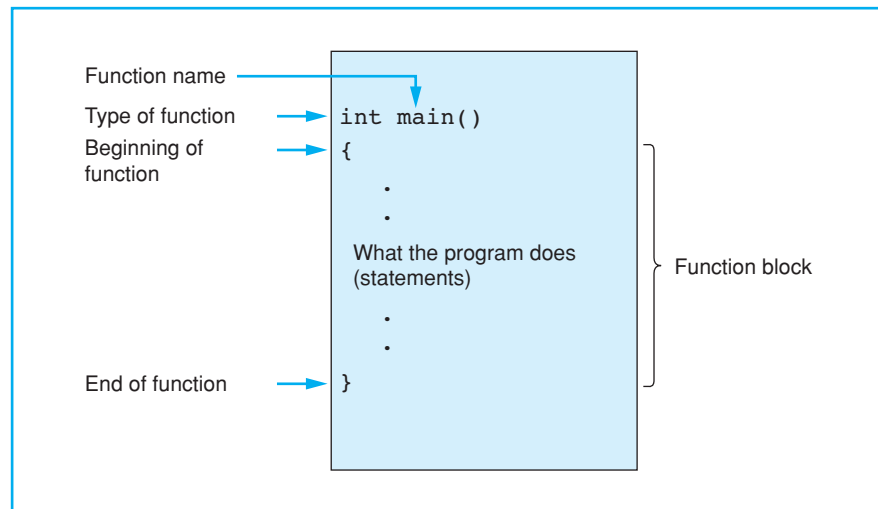 Function name
Type of function
int main()
Beginning of
function
{
.
.
What the program does
(statements)
Function block
.
.
End of function
}